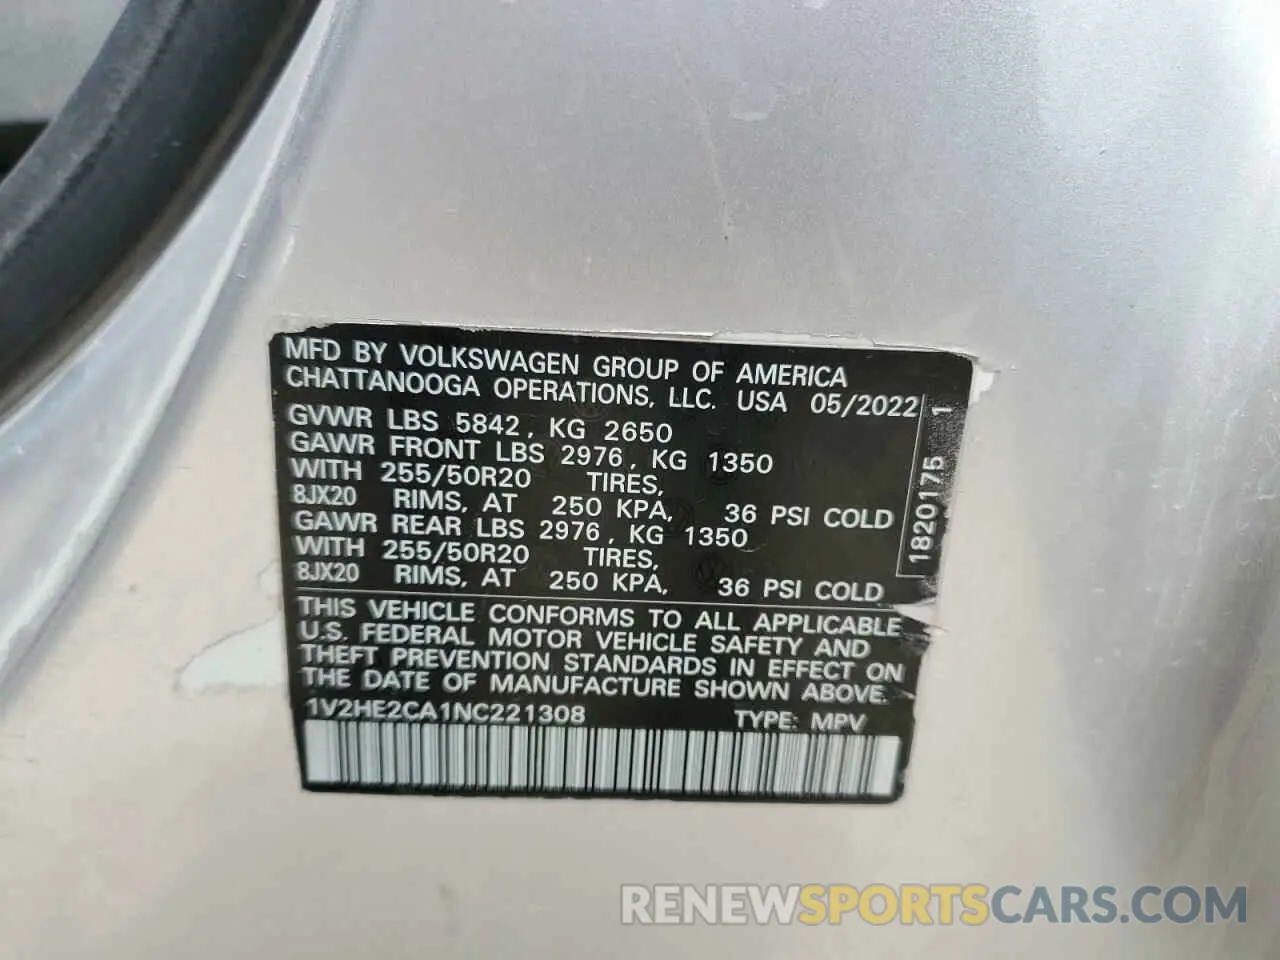 MFD BY VOLKSWAGEN GROUP OF AMERICA
CHATTANOOGA OPERATIONS, LLC. USA 05/2022
GVWR LBS 5842, KG 2650
GAWR FRONT LBS 2976, KG 1350
WITH 255/50R20 TIRES,
8JX20 RIMS, AT 250 KPA, 36 PSI COLD
GAWR REAR LBS 2976, KG 1350
WITH 255/50R20 TIRES,
8JX20 RIMS, AT 250 KPA, 36 PSI COLD
1820175 1
THIS VEHICLE CONFORMS TO ALL APPLICABLE
U.S. FEDERAL MOTOR VEHICLE SAFETY AND
THEFT PREVENTION STANDARDS IN EFFECT ON
THE DATE OF MANUFACTURE SHOWN ABOVE.
1V2HE2CA1NC221308 TYPE: MPV
RENEWSPORTSCARS.COM